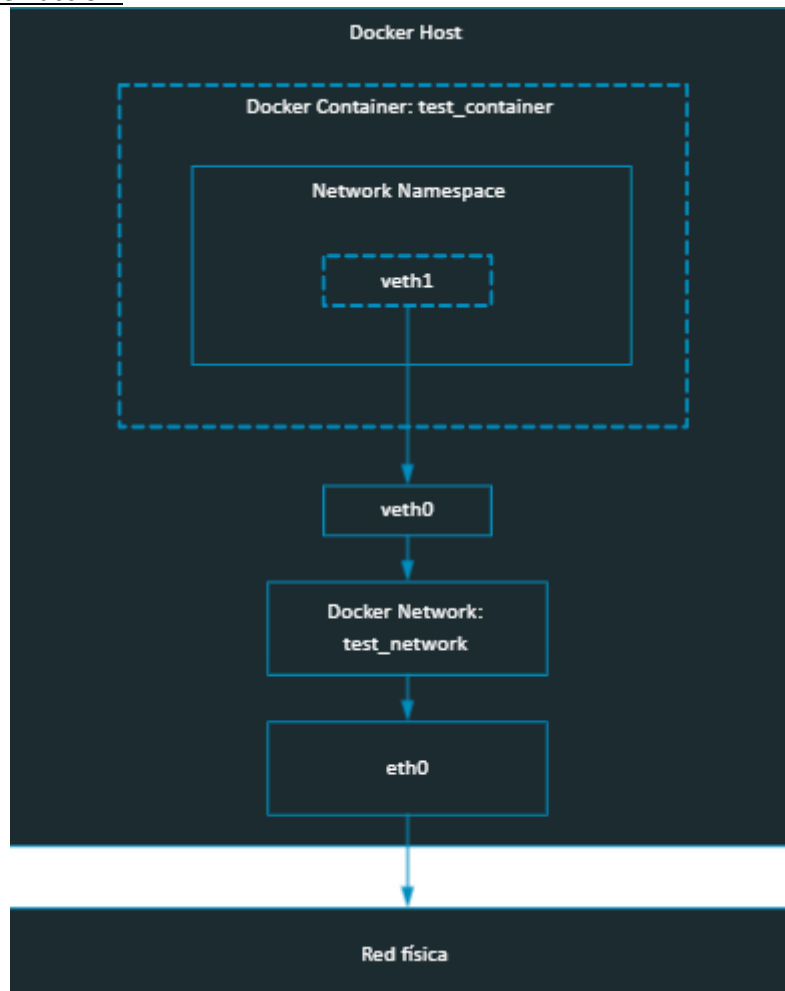 Docker Host
Docker Container: test_container
Network Namespace
veth1
veth0
Docker Network:
test_network
eth0
Red física